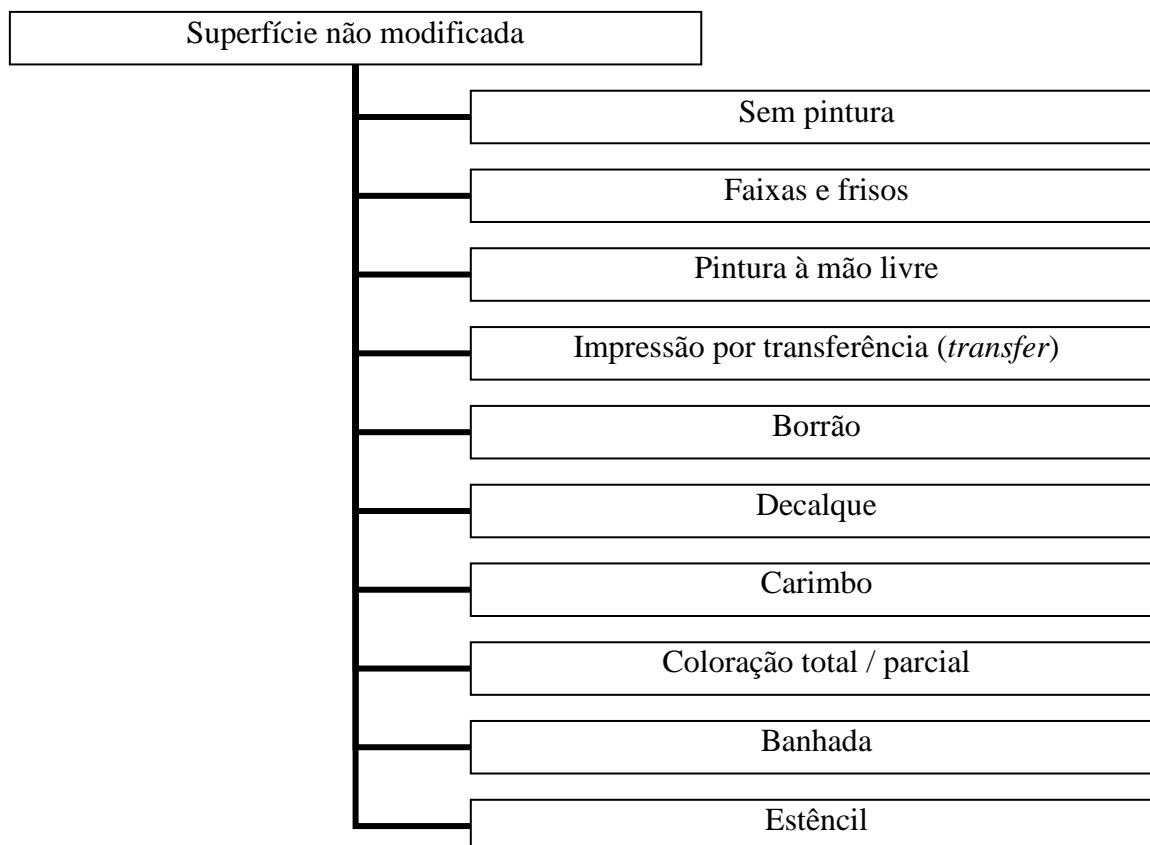 Superfície não modificada
Sem pintura
Faixas e frisos
Pintura à mão livre
Impressão por transferência (transfer)
Borrão
Decalque
Carimbo
Coloração total / parcial
Banhada
Estêncil